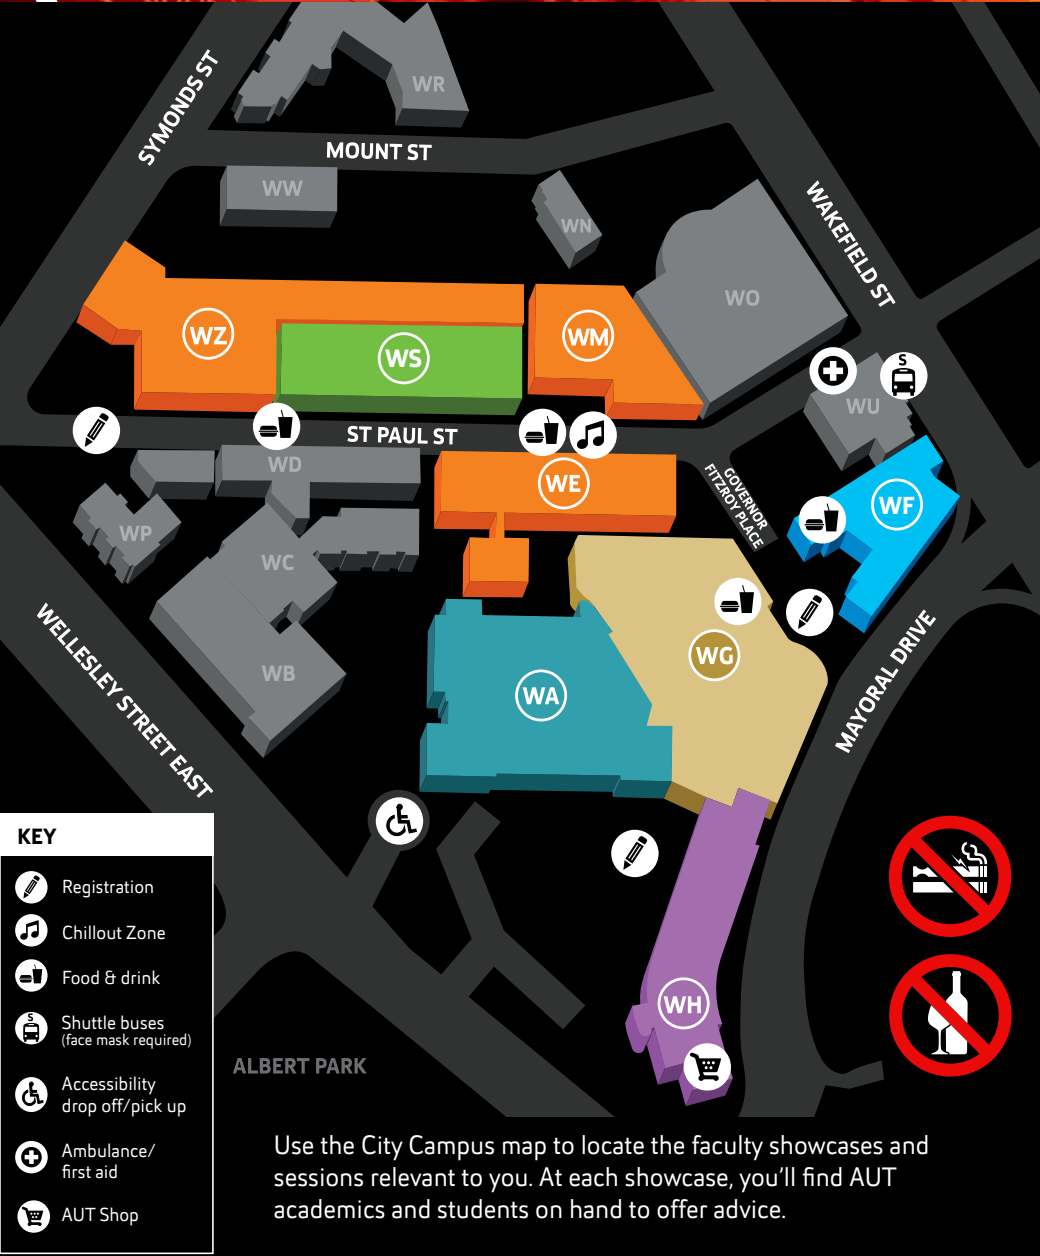 SYMONDS ST
WR
MOUNT ST
WW
WN
WAKEFIELD ST
WO
WZ
WS
WM
S
WU
ST PAUL ST
WD
WE
GOVERNOR
FITZROY PLACE
WF
WP
WC
WELLESLEY STREET EAST
WB
WA
WG
MAYORAL DRIVE
WH
ALBERT PARK
KEY
Registration
Chillout Zone
Food & drink
S
Shuttle buses
(face mask required)
Accessibility
drop off/pick up
Ambulance/
first aid
AUT Shop
Use the City Campus map to locate the faculty showcases and
sessions relevant to you. At each showcase, you'll find AUT
academics and students on hand to offer advice.